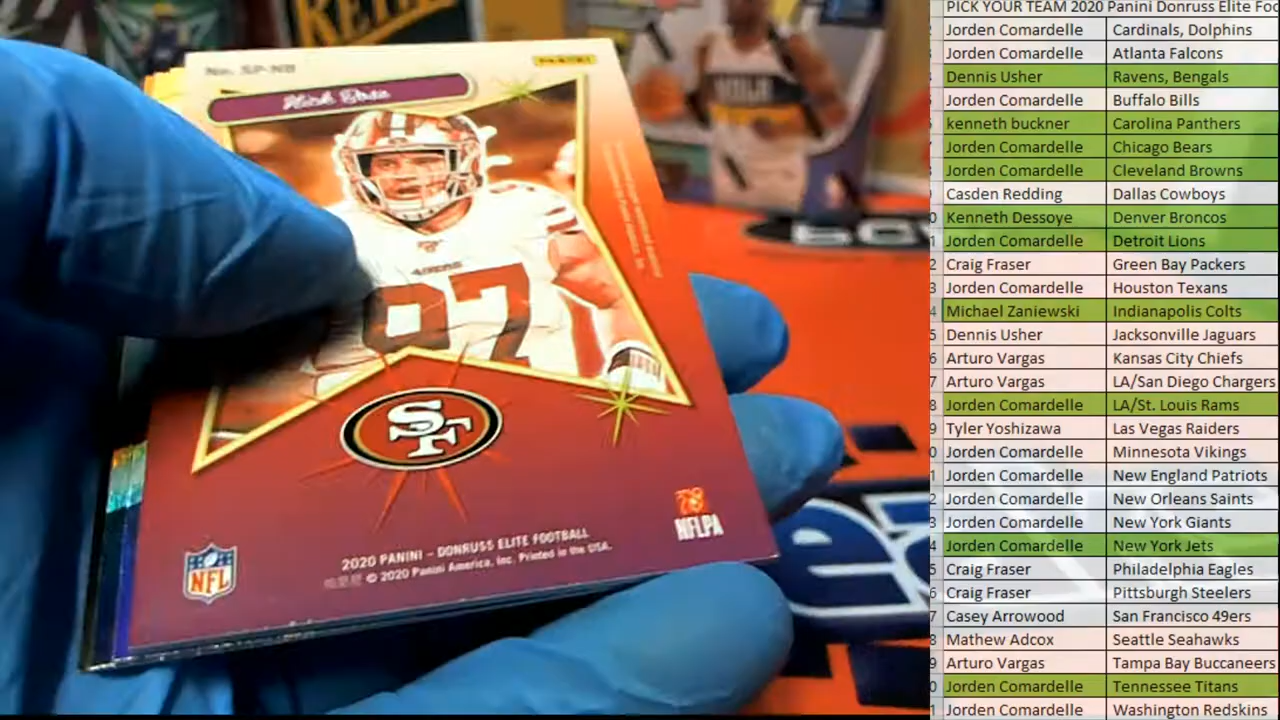 No. SP-NB
PANINI
Nick Bosa
49ERS
97
SF
NFL
NFLPA
2020 PANINI – DONRUSS ELITE FOOTBALL
© 2020 Panini America, Inc. Printed in the USA.
PICK YOUR TEAM 2020 Panini Donruss Elite Foo
Jorden Comardelle Cardinals, Dolphins
Jorden Comardelle Atlanta Falcons
Dennis Usher Ravens, Bengals
Jorden Comardelle Buffalo Bills
kenneth buckner Carolina Panthers
Jorden Comardelle Chicago Bears
Jorden Comardelle Cleveland Browns
Casden Redding Dallas Cowboys
Kenneth Dessoye Denver Broncos
Jorden Comardelle Detroit Lions
Craig Fraser Green Bay Packers
Jorden Comardelle Houston Texans
Michael Zaniewski Indianapolis Colts
Dennis Usher Jacksonville Jaguars
Arturo Vargas Kansas City Chiefs
Arturo Vargas LA/San Diego Chargers
Jorden Comardelle LA/St. Louis Rams
Tyler Yoshizawa Las Vegas Raiders
Jorden Comardelle Minnesota Vikings
Jorden Comardelle New England Patriots
Jorden Comardelle New Orleans Saints
Jorden Comardelle New York Giants
Jorden Comardelle New York Jets
Craig Fraser Philadelphia Eagles
Craig Fraser Pittsburgh Steelers
Casey Arrowood San Francisco 49ers
Mathew Adcox Seattle Seahawks
Arturo Vargas Tampa Bay Buccaneers
Jorden Comardelle Tennessee Titans
Jorden Comardelle Washington Redskins